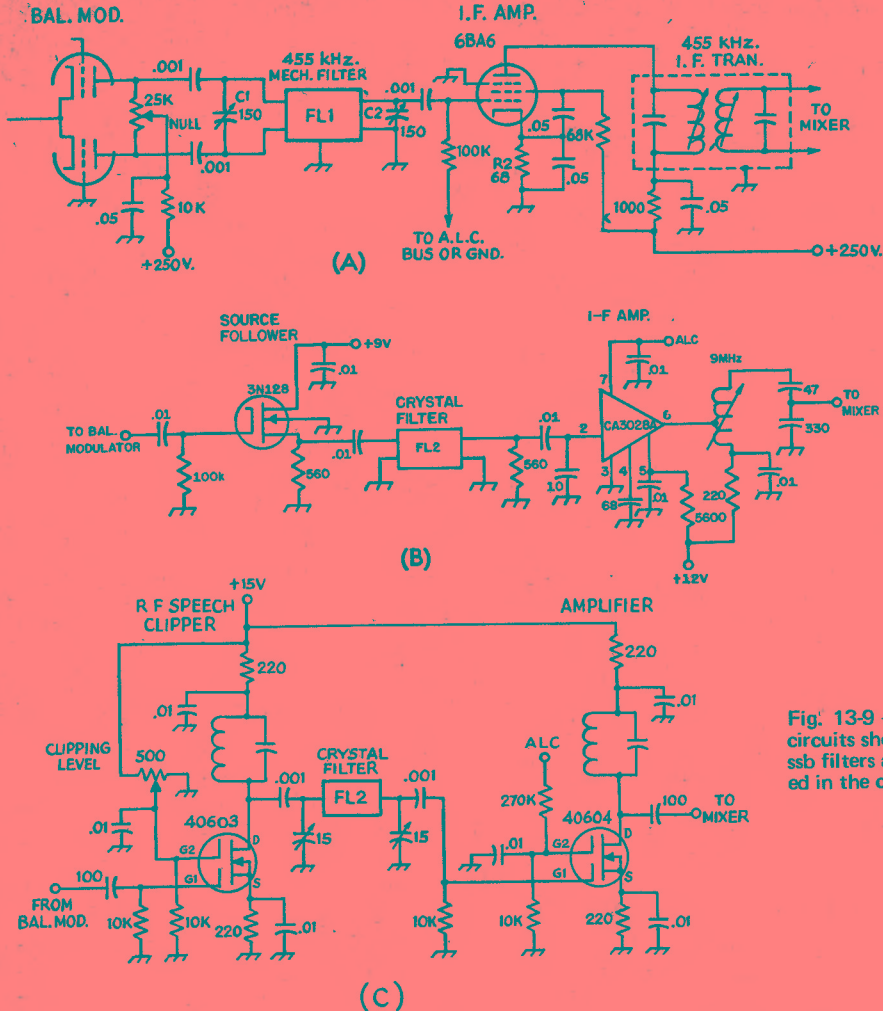 BAL. MOD.
I.F. AMP.
6BA6
.001
455 kHz.
MECH. FILTER
.001
455 kHz.
I.F. TRAN.
25K
NULL
C1
150
FL1
C2
150
.05
68K
TO
MIXER
.001
100K
R2
68
.05
.05
10K
1000
.05
+250V.
TO A.L.C.
BUS OR GND.
+250V.
(A)
SOURCE
FOLLOWER
+9V
.01
3N128
I-F AMP.
ALC
.01
7
9MHz
47
TO
MIXER
330
CRYSTAL
FILTER
FL2
.01
TO BAL.
MODULATOR
.01
.01
2
CA3028A
6
100k
560
560
10
3
4
5
68
.01
5600
220
.01
+12V
(B)
+15V
R F SPEECH
CLIPPER
AMPLIFIER
220
220
.01
.01
CLIPPING
LEVEL
500
CRYSTAL
FILTER
FL2
.001
.001
15
15
ALC
270K
.01
40603
D
G2
G1
S
.01
40604
D
G2
G1
S
100
TO
MIXER
100
FROM
BAL. MOD.
10K
10K
220
.01
10K
10K
220
.01
(C)
Fig. 13-9
circuits
ssb filters
ed in the